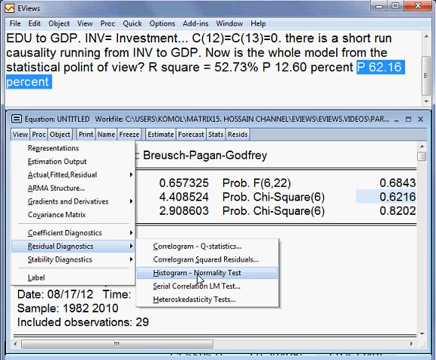 EViews
File Edit Object View Proc Quick Options Add-ins Window Help
EDU to GDP. INV= Investment... C(12)=C(13)=0. there is a short run
causality running from INV to GDP. Now is the whole model from the
statistical polint of view? R square = 52.73% P 12.60 percent P 62.16
percent
Equation: UNTITLED Workfile: C:\USERS\KOMOL\MATRIX15. HOSSAIN CHANNEL\EVIEWS\EVIEWS.VIDEOS\PAR...
View Proc Object Print Name Freeze Estimate Forecast Stats Resids
Representations
Estimation Output
Actual,Fitted,Residual
ARMA Structure...
Gradients and Derivatives
Covariance Matrix
Coefficient Diagnostics
Residual Diagnostics
Stability Diagnostics
Label
: Breusch-Pagan-Godfrey
0.657325 Prob. F(6,22) 0.6843
4.408524 Prob. Chi-Square(6) 0.6216
2.908603 Prob. Chi-Square(6) 0.8202
Correlogram - Q-statistics...
Correlogram Squared Residuals...
Histogram - Normality Test
Serial Correlation LM Test...
Heteroskedasticity Tests...
Date: 08/17/12 Time:
Sample: 1982 2010
Included observations: 29